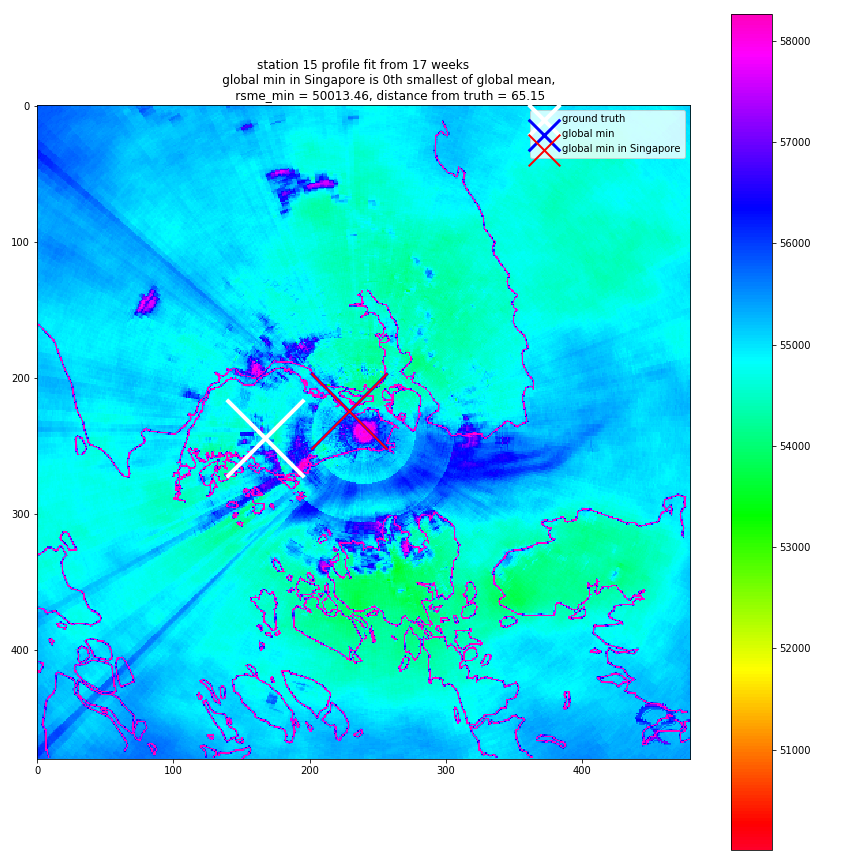 station 15 profile fit from 17 weeks
global min in Singapore is 0th smallest of global mean,
rsme_min = 50013.46, distance from truth = 65.15
ground truth
global min
global min in Singapore
0
100
200
300
400
0 100 200 300 400
58000
57000
56000
55000
54000
53000
52000
51000